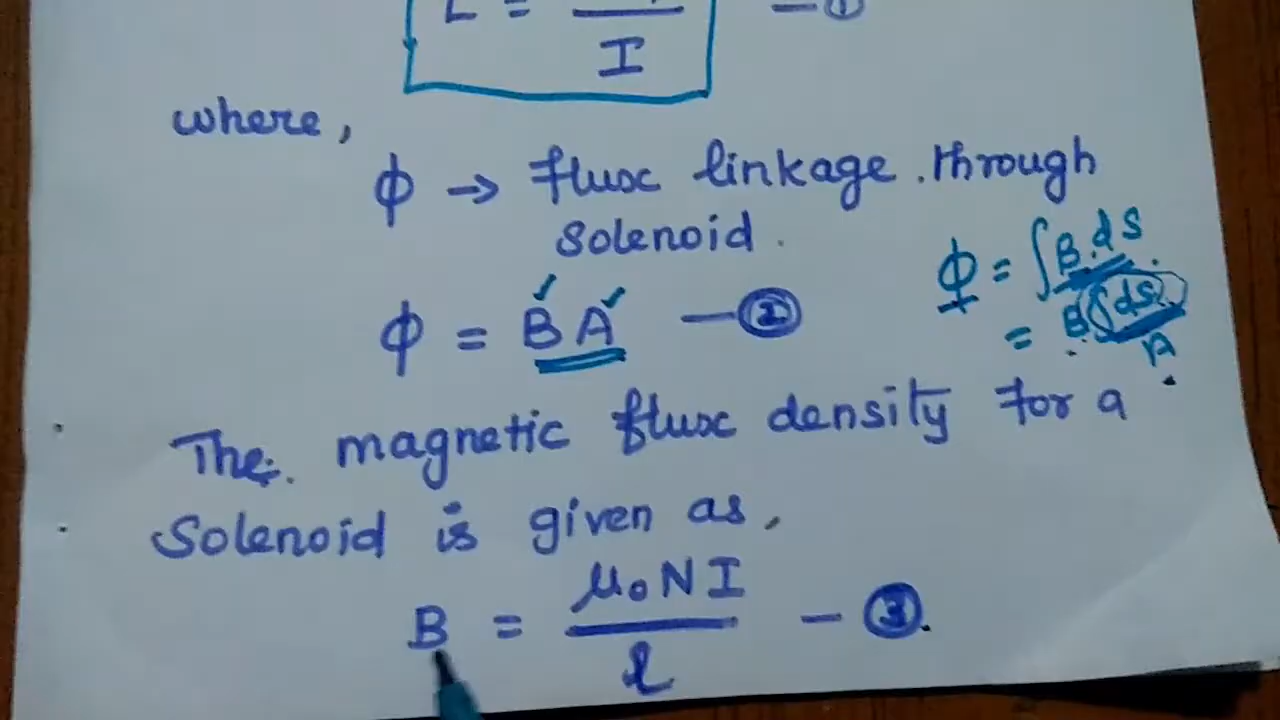 L = I — ①
where,
ϕ → flux linkage through
solenoid.
Φ = ∫B.ds.
ϕ = BA — ②
= B∫ds.
A
The magnetic flux density for a
Solenoid is given as,
B = μ₀NI / l — ③.